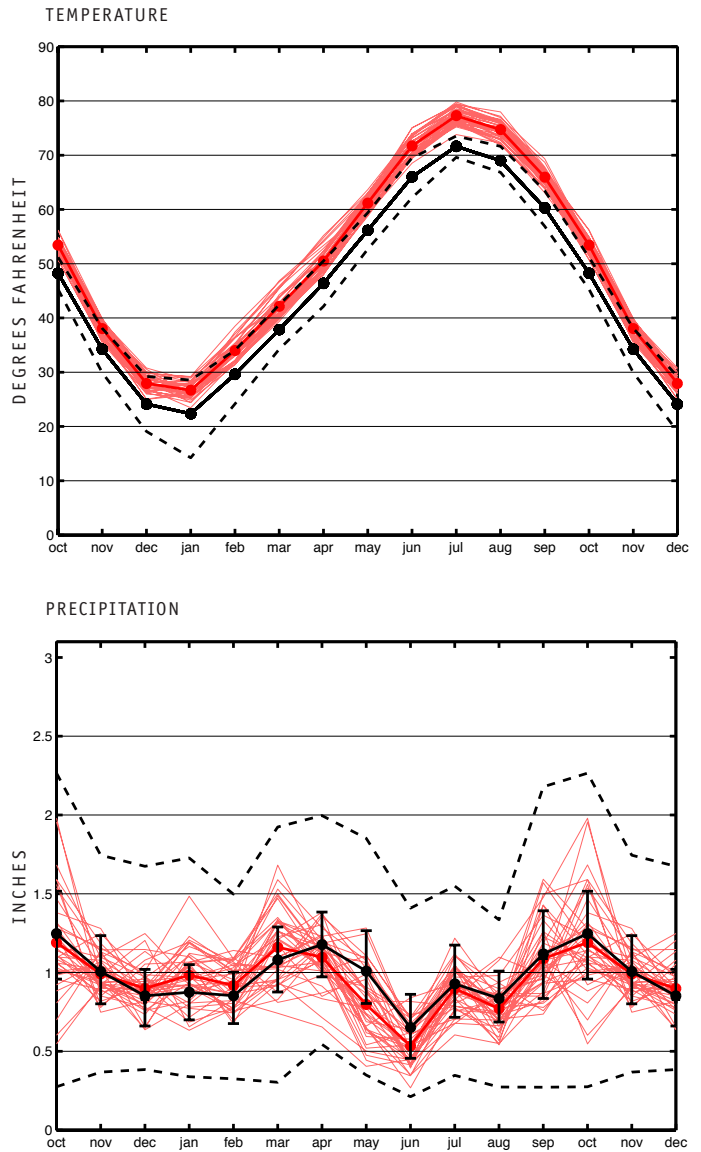 TEMPERATURE
90
80
70
60
50
40
30
20
10
0
DEGREES FAHRENHEIT
oct nov dec jan feb mar apr may jun jul aug sep oct nov dec
PRECIPITATION
3
2.5
2
1.5
1
0.5
0
INCHES
oct nov dec jan feb mar apr may jun jul aug sep oct nov dec